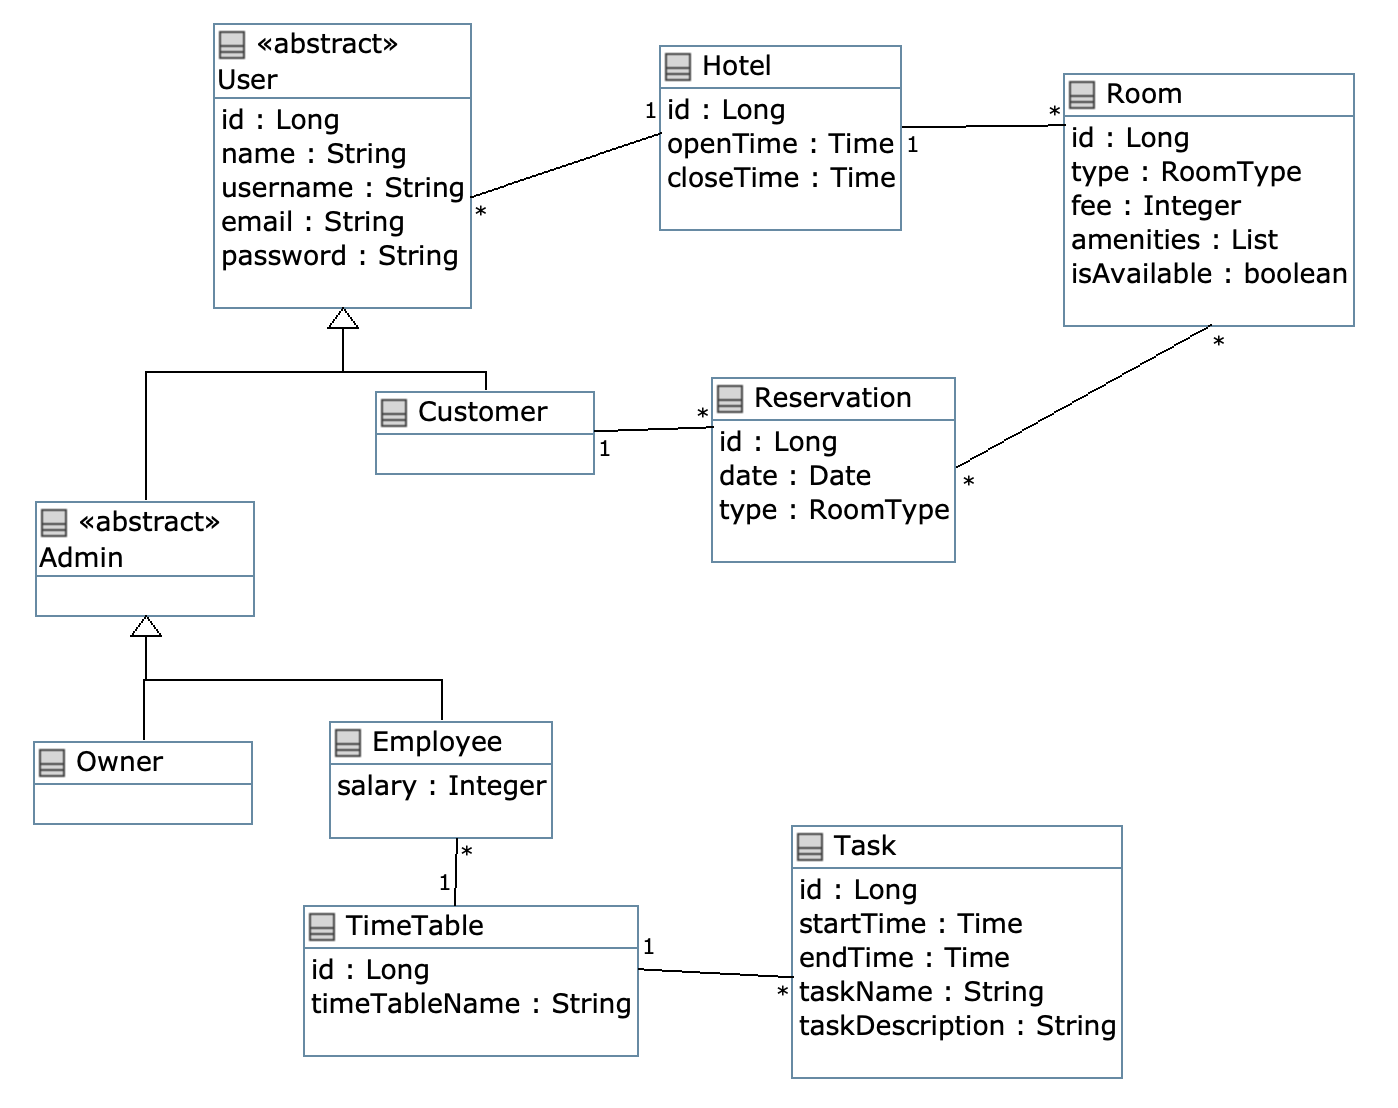 «abstract»
User
id : Long
name : String
username : String
email : String
password : String
1
*
Hotel
id : Long
openTime : Time
closeTime : Time
1
*
Room
id : Long
type : RoomType
fee : Integer
amenities : List
isAvailable : boolean
*
*
Customer
1
*
Reservation
id : Long
date : Date
type : RoomType
«abstract»
Admin
Owner
Employee
salary : Integer
*
1
TimeTable
id : Long
timeTableName : String
1
*
Task
id : Long
startTime : Time
endTime : Time
taskName : String
taskDescription : String